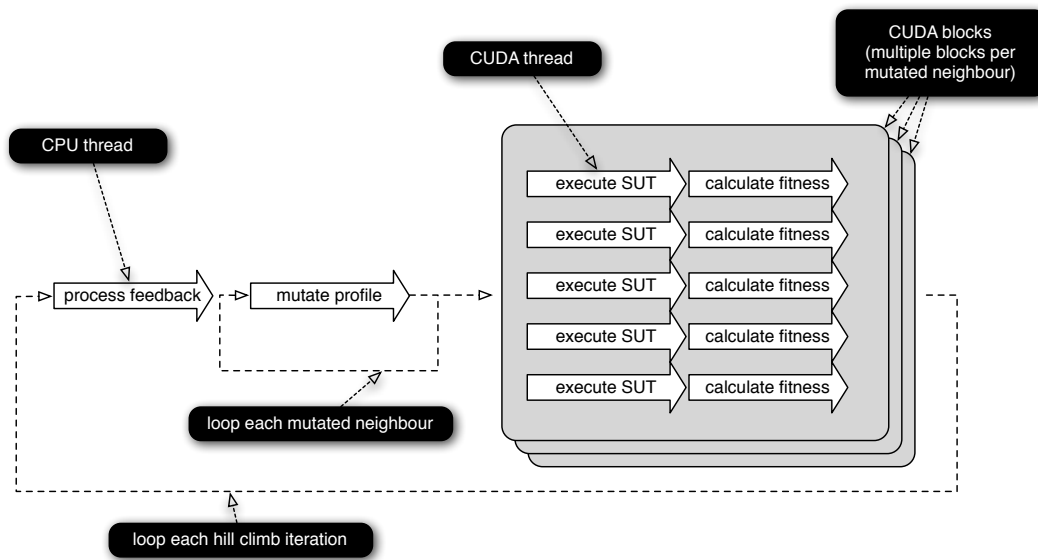 CUDA blocks
(multiple blocks per
mutated neighbour)
CUDA thread
CPU thread
execute SUT
calculate fitness
execute SUT
calculate fitness
execute SUT
calculate fitness
execute SUT
calculate fitness
execute SUT
calculate fitness
process feedback
mutate profile
loop each mutated neighbour
loop each hill climb iteration